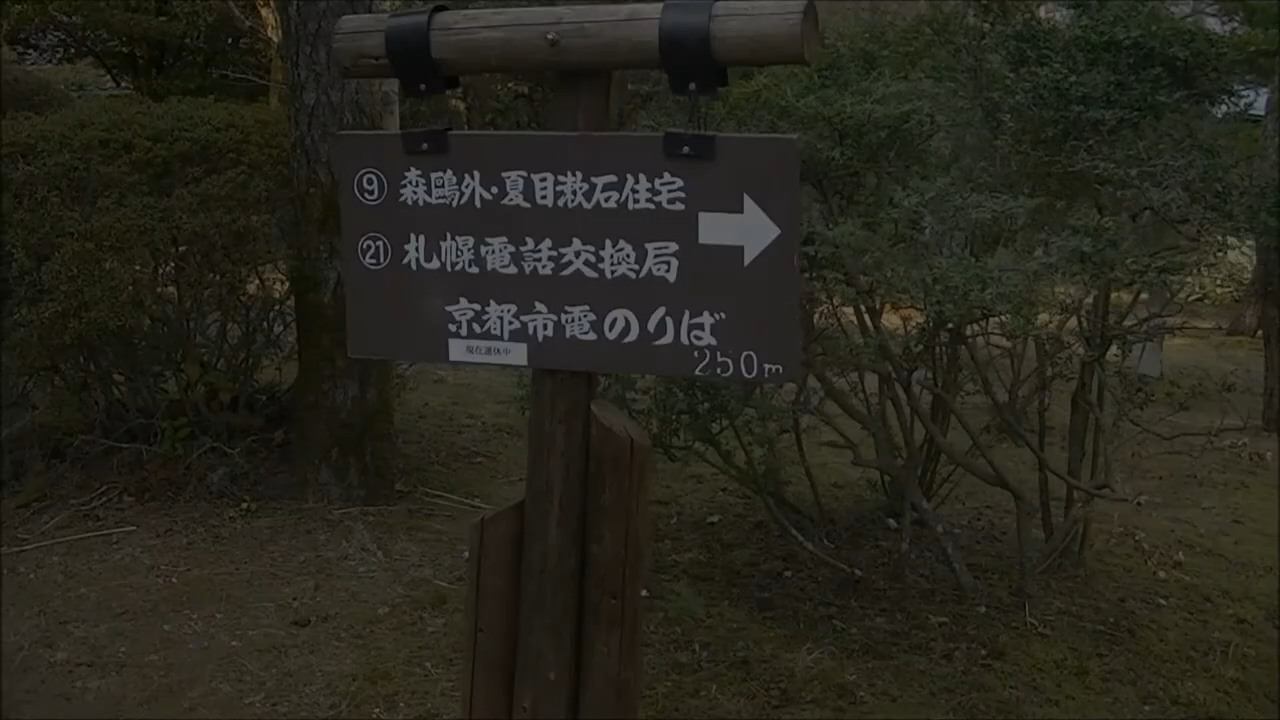 ⑨ 森鷗外・夏目漱石住宅
㉑ 札幌電話交換局
京都市電のりば
現在運休中
250m